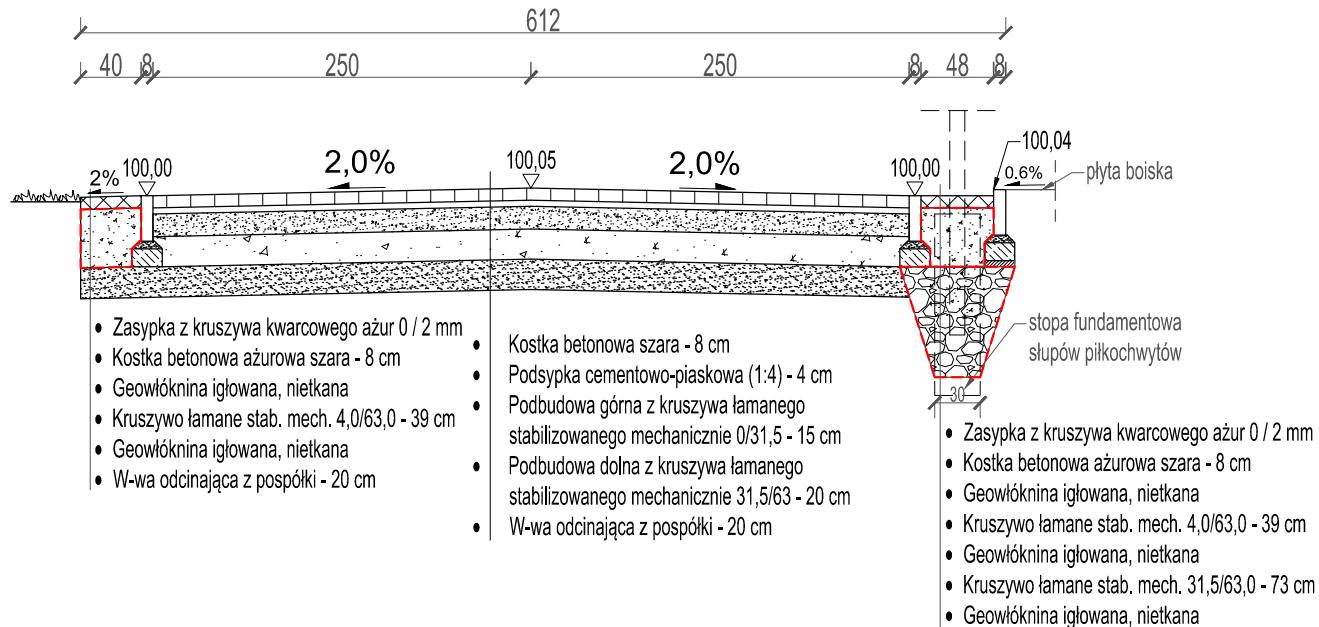 612
40 8 250 250 8 48 8
100,00 2,0% 100,05 2,0% 100,00 100,04
2% 0.6%
płyta boiska
stopa fundamentowa
słupów piłkochwytów
30
• Zasypka z kruszywa kwarcowego ażur 0 / 2 mm
• Kostka betonowa ażurowa szara - 8 cm
• Geowłóknina igłowana, nietkana
• Kruszywo łamane stab. mech. 4,0/63,0 - 39 cm
• Geowłóknina igłowana, nietkana
• W-wa odcinająca z pospółki - 20 cm
• Kostka betonowa szara - 8 cm
• Podsypka cementowo-piaskowa (1:4) - 4 cm
• Podbudowa górna z kruszywa łamanego
stabilizowanego mechanicznie 0/31,5 - 15 cm
• Podbudowa dolna z kruszywa łamanego
stabilizowanego mechanicznie 31,5/63 - 20 cm
• W-wa odcinająca z pospółki - 20 cm
• Zasypka z kruszywa kwarcowego ażur 0 / 2 mm
• Kostka betonowa ażurowa szara - 8 cm
• Geowłóknina igłowana, nietkana
• Kruszywo łamane stab. mech. 4,0/63,0 - 39 cm
• Geowłóknina igłowana, nietkana
• Kruszywo łamane stab. mech. 31,5/63,0 - 73 cm
• Geowłóknina igłowana, nietkana